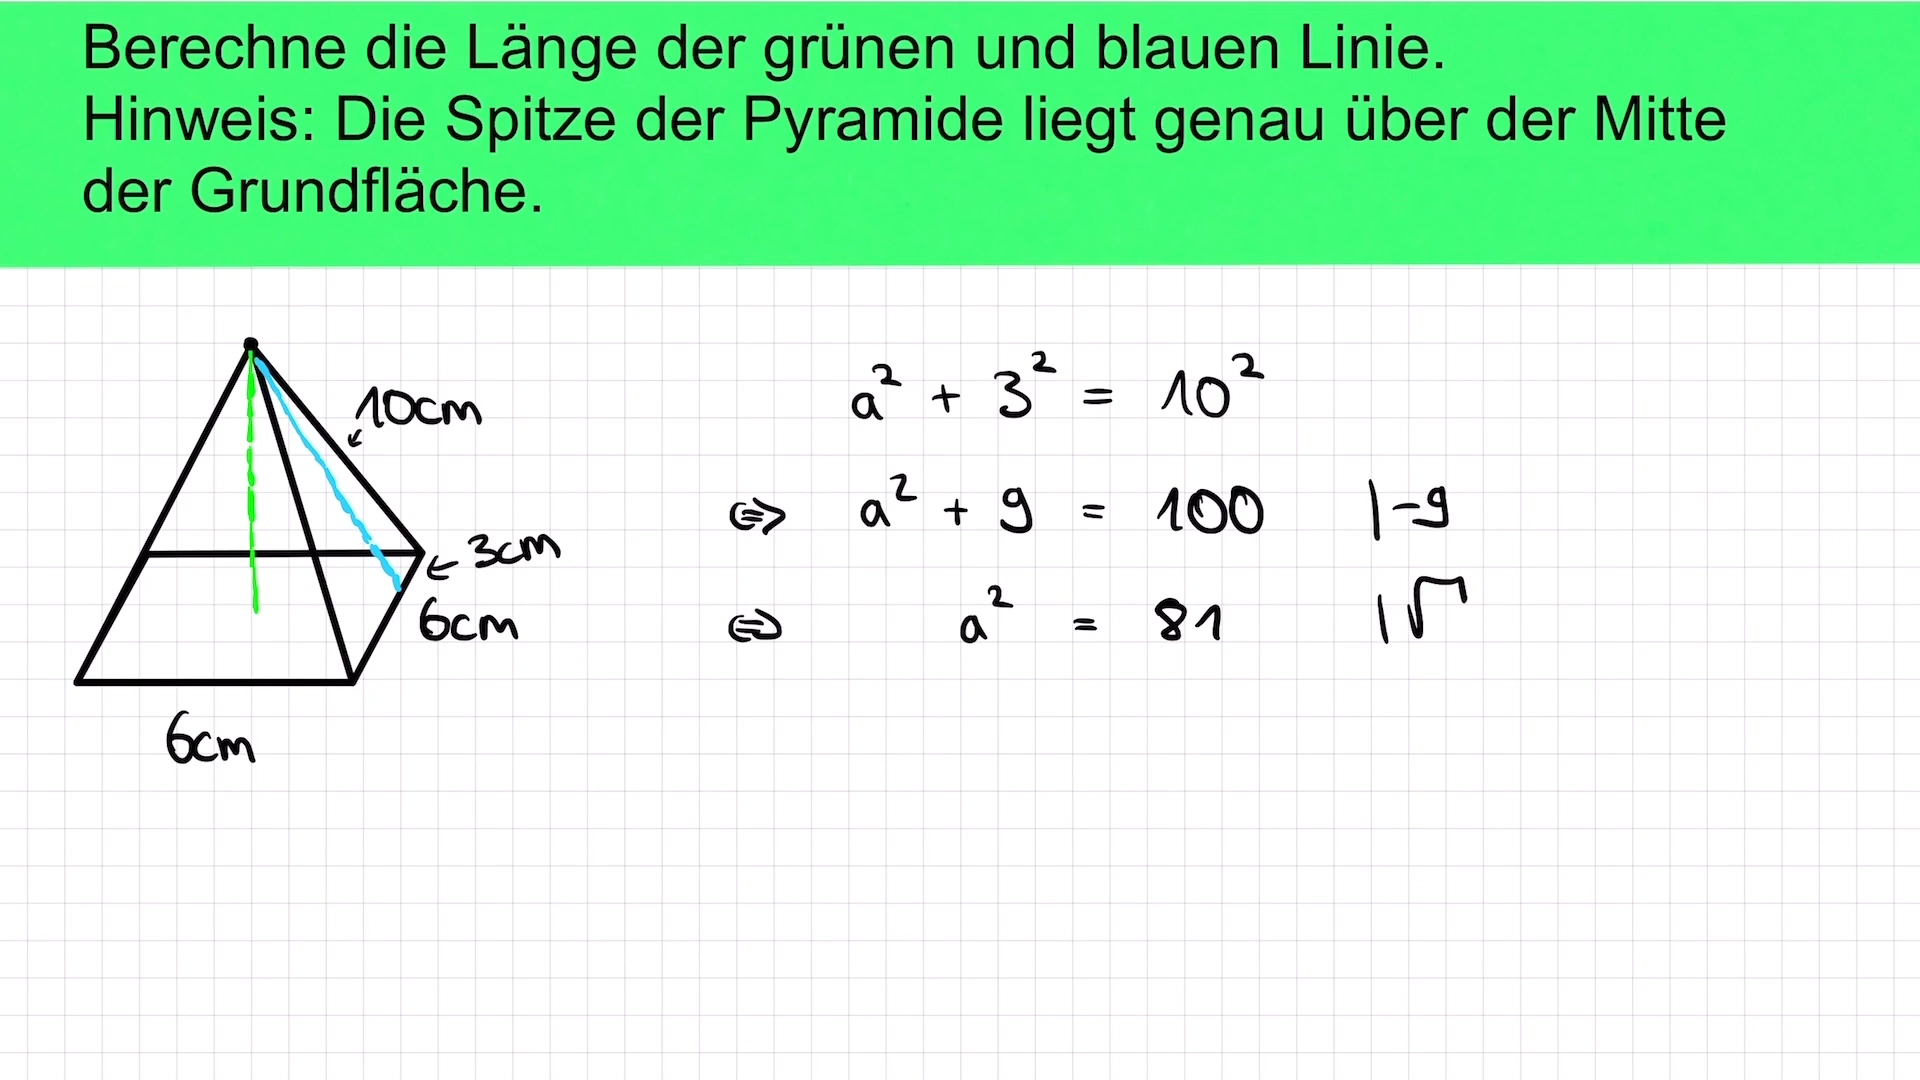 Berechne die Länge der grünen und blauen Linie.
Hinweis: Die Spitze der Pyramide liegt genau über der Mitte
der Grundfläche.
10cm
3cm
6cm
6cm
a² + 3² = 10²
⇔ a² + 9 = 100 |-9
⇔ a² = 81 |√